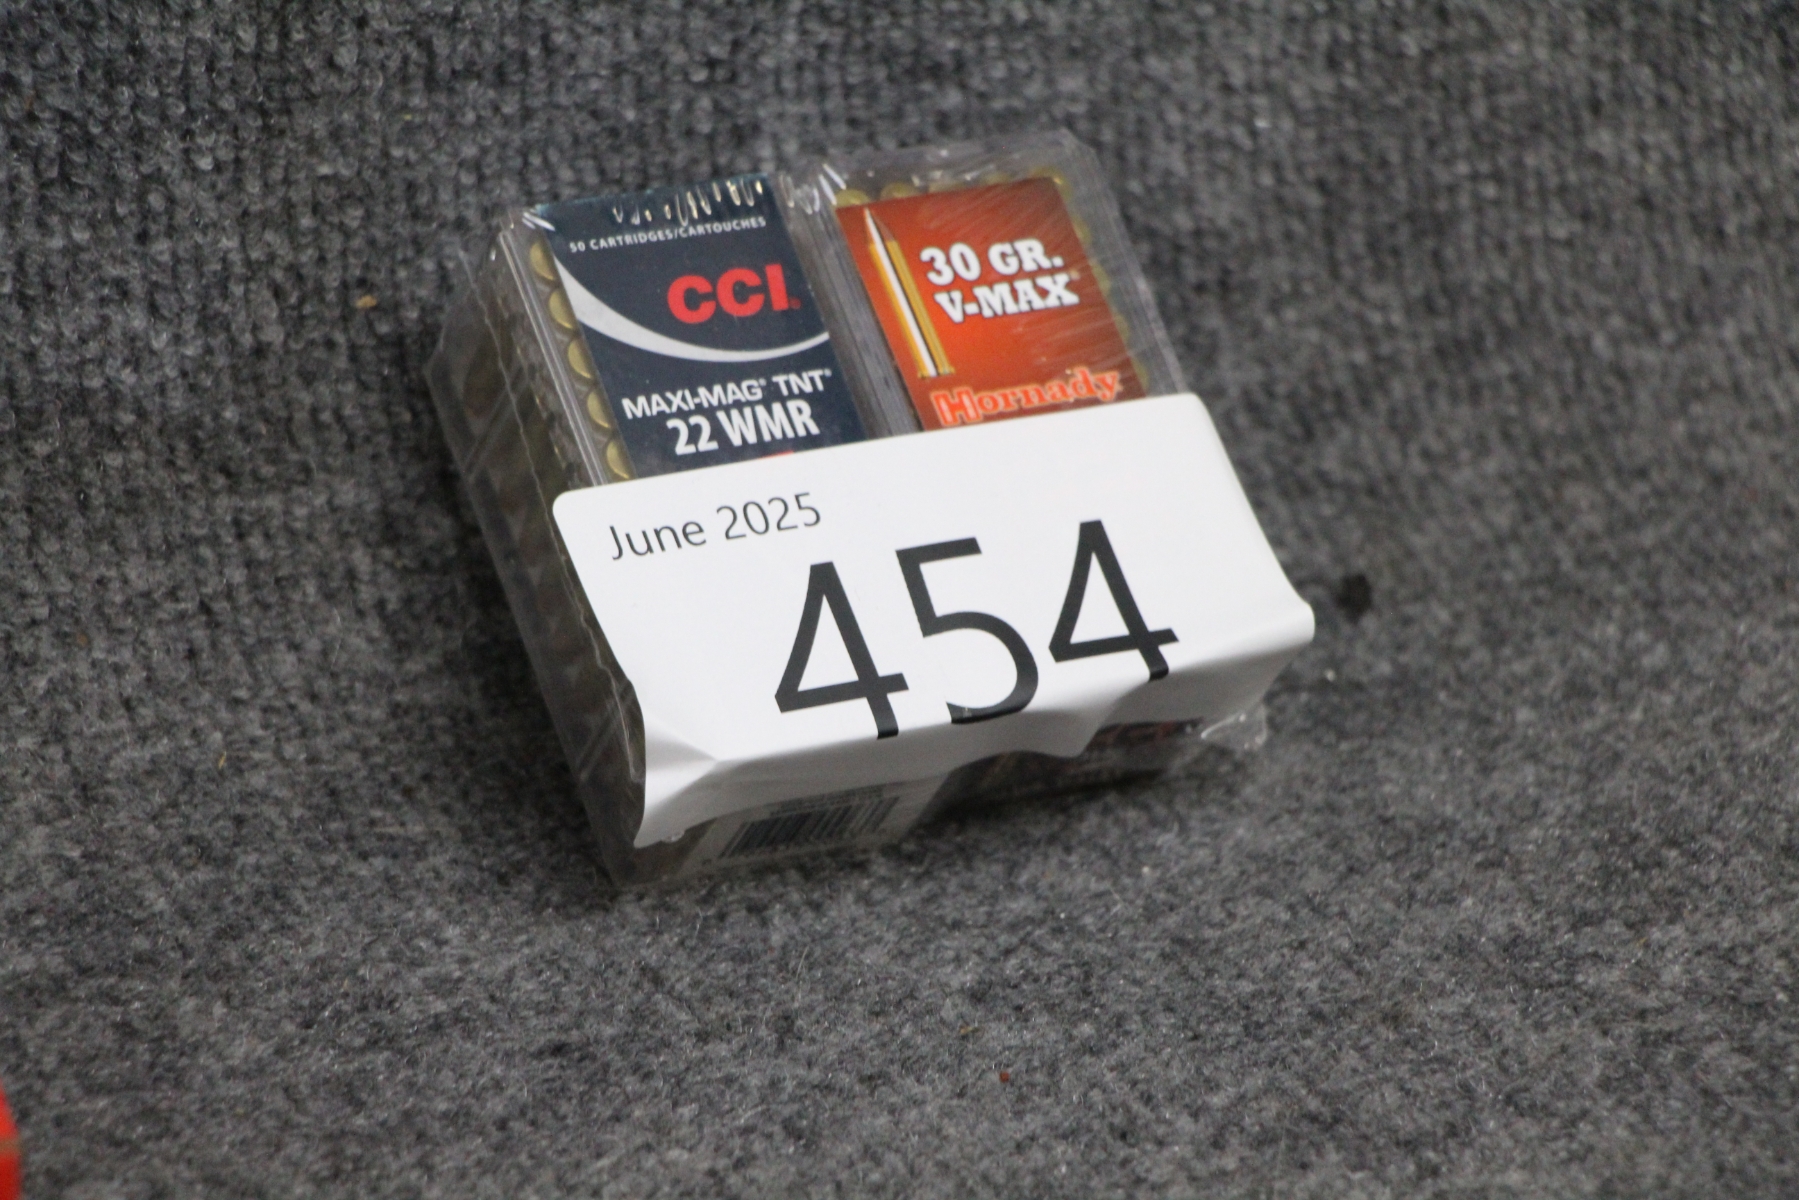 50 CARTRIDGES/CARTOUCHES
CCI®
MAXI-MAG® TNT®
22 WMR
30 GR.
V-MAX®
Hornady
June 2025
454